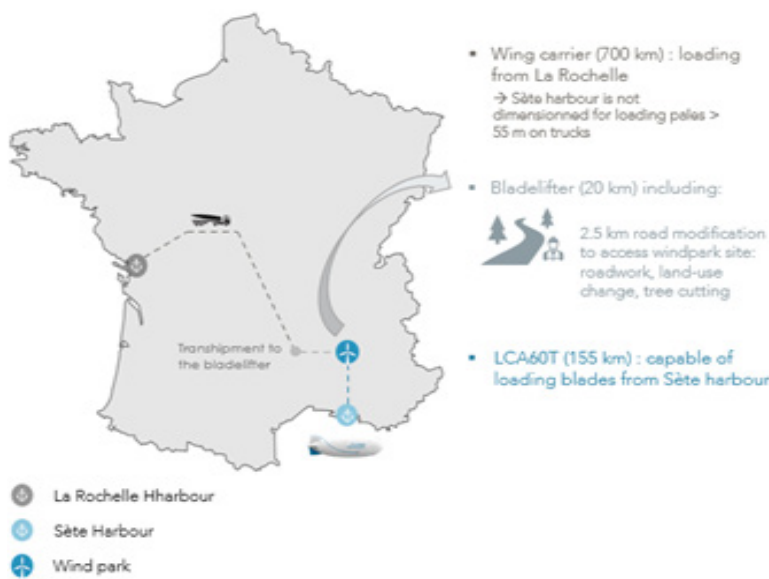 ▪ Wing carrier (700 km) : loading
from La Rochelle
→ Sète harbour is not
dimensionned for loading pales >
55 m on trucks
▪ Bladelifter (20 km) including:
2.5 km road modification
to access windpark site:
roadwork, land-use
change, tree cutting
Transhipment to
the bladelifter
▪ LCA60T (155 km) : capable of
loading blades from Sète harbour
La Rochelle Hharbour
Sète Harbour
Wind park